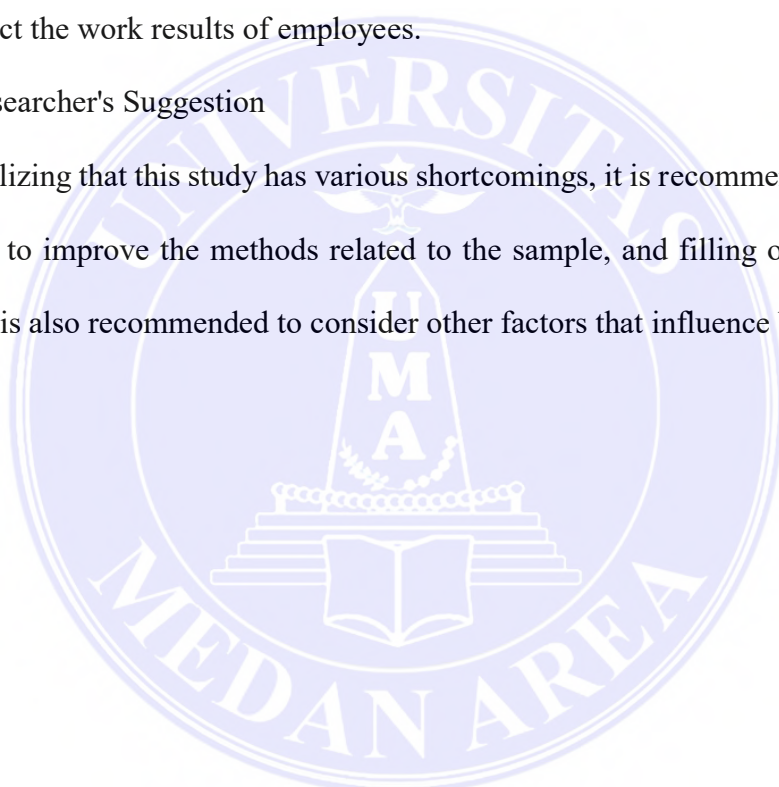 ct the work results of employees.
searcher's Suggestion
lizing that this study has various shortcomings, it is recomme
to improve the methods related to the sample, and filling o
is also recommended to consider other factors that influence
UNIVERSITAS
U
M
A
MEDAN AREA